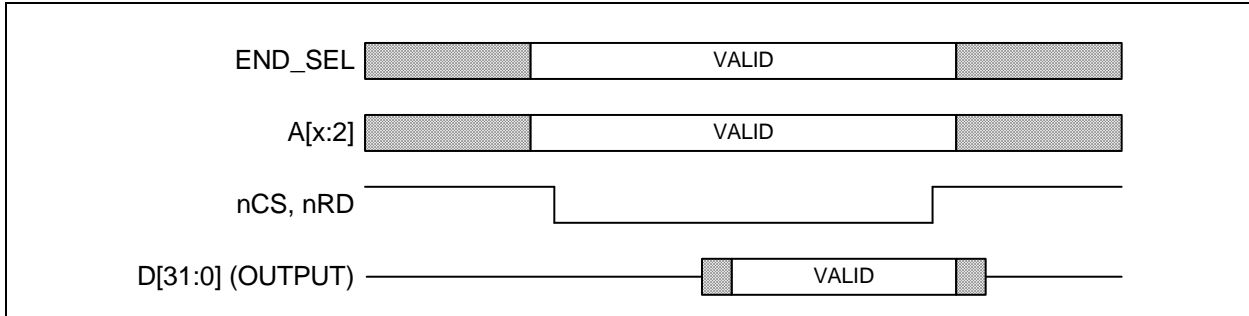 END_SEL VALID
A[x:2] VALID
nCS, nRD
D[31:0] (OUTPUT) VALID